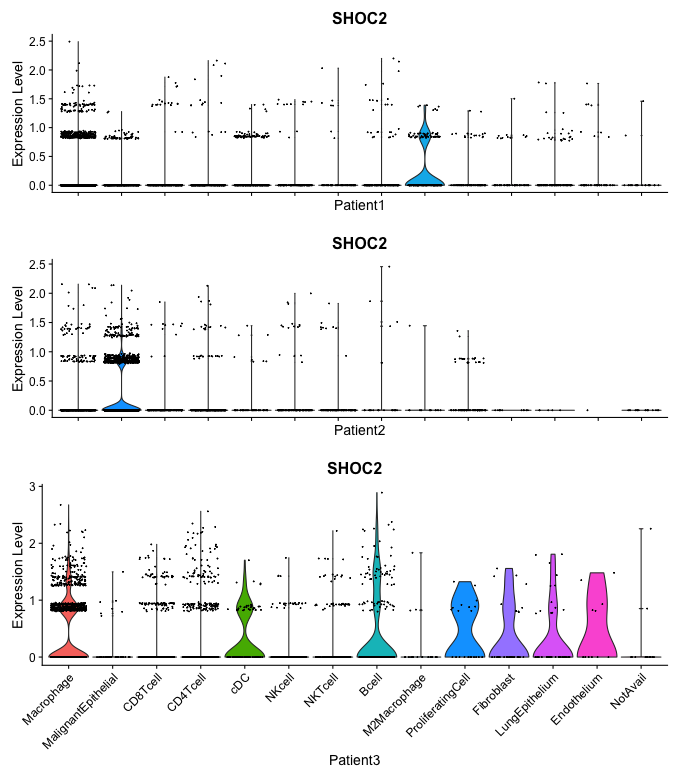 SHOC2
Expression Level
2.5
2.0
1.5
1.0
0.5
0.0
Patient1
SHOC2
Expression Level
2.5
2.0
1.5
1.0
0.5
0.0
Patient2
SHOC2
Expression Level
3
2
1
0
Macrophage
MalignantEpithelial
CD8Tcell
CD4Tcell
cDC
NKcell
NKTcell
Bcell
M2Macrophage
ProliferatingCell
Fibroblast
LungEpithelium
Endothelium
NotAvail
Patient3